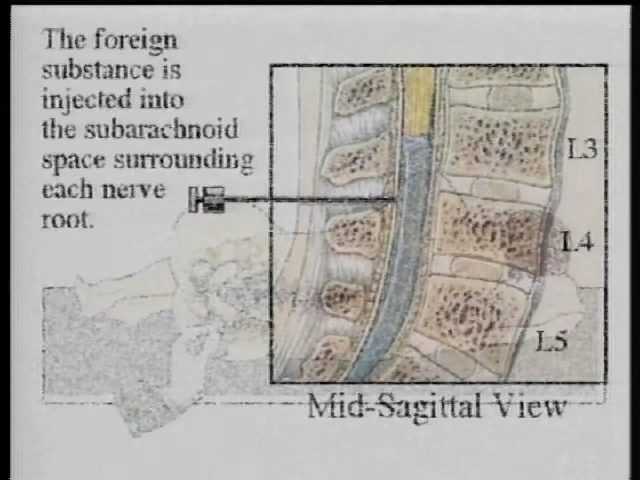 The foreign
substance is
injected into
the subarachnoid
space surrounding
each nerve
root.
L3
L4
L5
Mid-Sagittal View